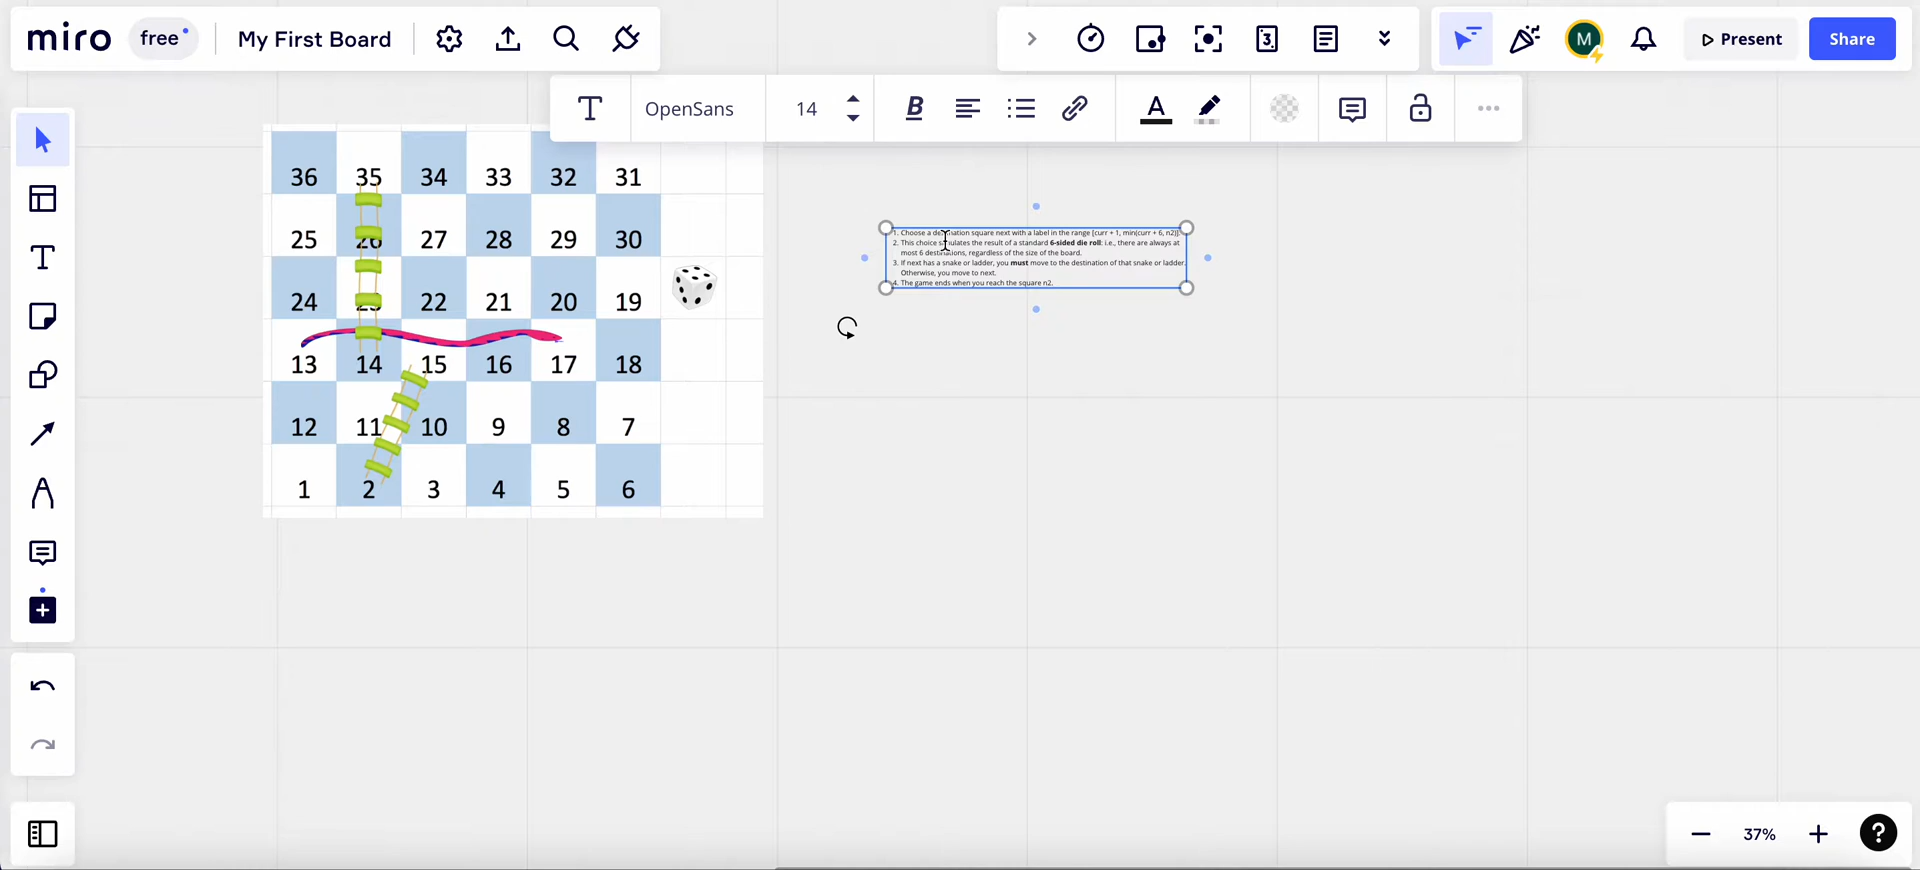 miro free My First Board Present Share
OpenSans 14 B A
36 35 34 33 32 31
25 26 27 28 29 30
24 23 22 21 20 19
13 14 15 16 17 18
12 11 10 9 8 7
1 2 3 4 5 6
1. Choose a destination square next with a label in the range [curr + 1, min(curr + 6, n2)].
2. This choice simulates the result of a standard 6-sided die roll: i.e., there are always at
most 6 destinations, regardless of the size of the board.
3. If next has a snake or ladder, you must move to the destination of that snake or ladder.
Otherwise, you move to next.
4. The game ends when you reach the square n2.
37%